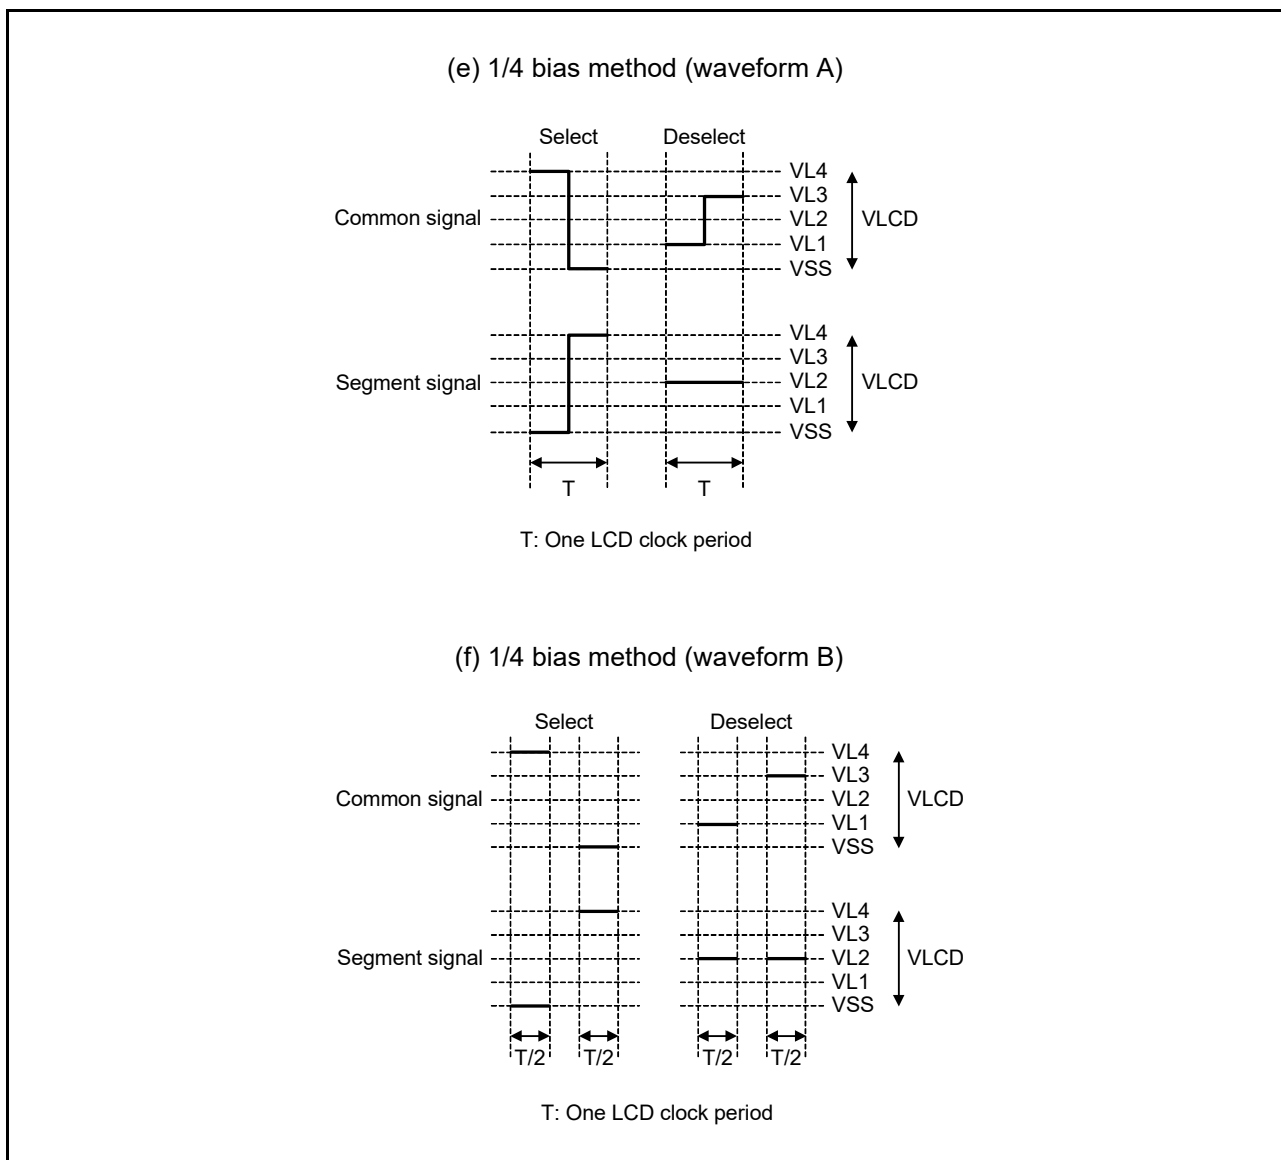 (e) 1/4 bias method (waveform A)
Select Deselect
VL4
VL3
Common signal VL2 VLCD
VL1
VSS
VL4
VL3
Segment signal VL2 VLCD
VL1
VSS
T T
T: One LCD clock period
(f) 1/4 bias method (waveform B)
Select Deselect
VL4
VL3
Common signal VL2 VLCD
VL1
VSS
VL4
VL3
Segment signal VL2 VLCD
VL1
VSS
T/2 T/2 T/2 T/2
T: One LCD clock period